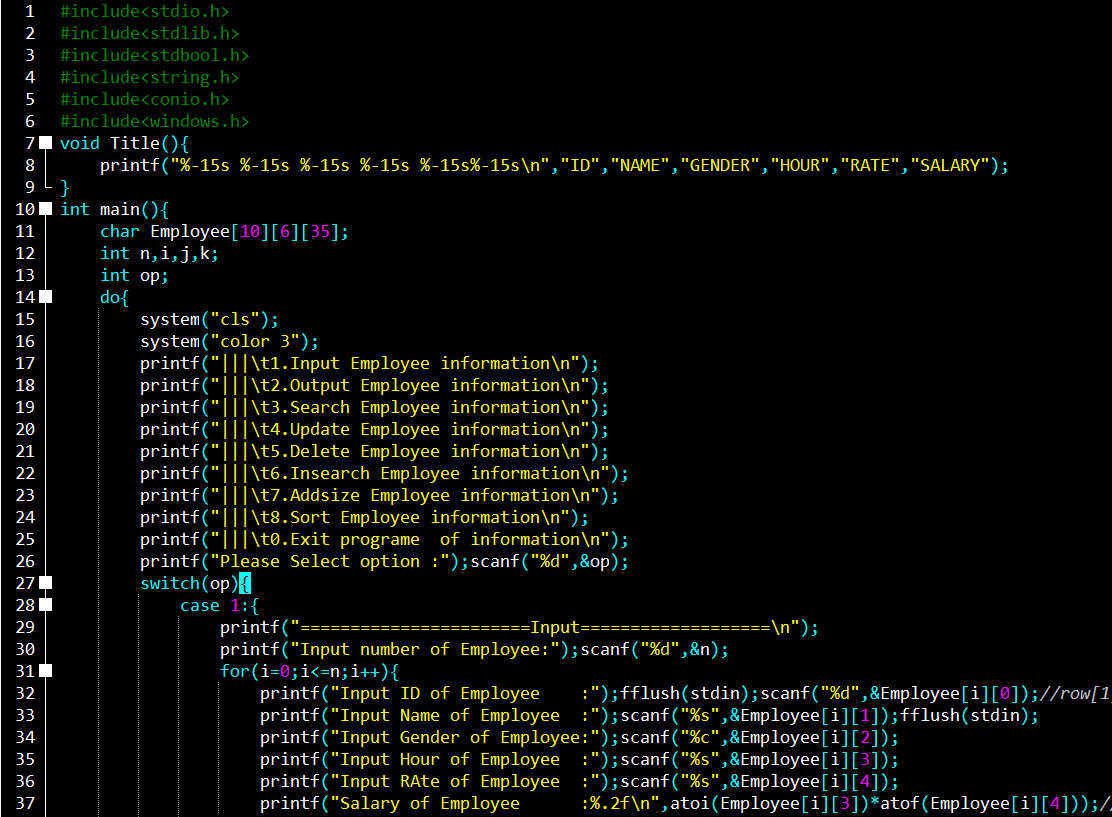 1 #include<stdio.h>
2 #include<stdlib.h>
3 #include<stdbool.h>
4 #include<string.h>
5 #include<conio.h>
6 #include<windows.h>
7 void Title(){
8 printf("%-15s %-15s %-15s %-15s %-15s%-15s\n","ID","NAME","GENDER","HOUR","RATE","SALARY");
9 }
10 int main(){
11 char Employee[10][6][35];
12 int n,i,j,k;
13 int op;
14 do{
15 system("cls");
16 system("color 3");
17 printf("|||\t1.Input Employee information\n");
18 printf("|||\t2.Output Employee information\n");
19 printf("|||\t3.Search Employee information\n");
20 printf("|||\t4.Update Employee information\n");
21 printf("|||\t5.Delete Employee information\n");
22 printf("|||\t6.Insearch Employee information\n");
23 printf("|||\t7.Addsize Employee information\n");
24 printf("|||\t8.Sort Employee information\n");
25 printf("|||\t0.Exit programe  of information\n");
26 printf("Please Select option :");scanf("%d",&op);
27 switch(op){
28 case 1:{
29 printf("=======================Input===================\n");
30 printf("Input number of Employee:");scanf("%d",&n);
31 for(i=0;i<=n;i++){
32 printf("Input ID of Employee    :");fflush(stdin);scanf("%d",&Employee[i][0]);//row[1
33 printf("Input Name of Employee  :");scanf("%s",&Employee[i][1]);fflush(stdin);
34 printf("Input Gender of Employee:");scanf("%c",&Employee[i][2]);
35 printf("Input Hour of Employee  :");scanf("%s",&Employee[i][3]);
36 printf("Input RAte of Employee  :");scanf("%s",&Employee[i][4]);
37 printf("Salary of Employee      :%.2f\n",atoi(Employee[i][3])*atof(Employee[i][4]));//